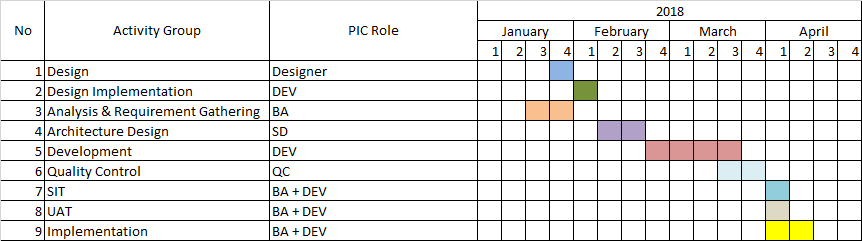 2018
No Activity Group PIC Role January February March April
1 2 3 4 1 2 3 4 1 2 3 4 1 2 3 4
1 Design Designer
2 Design Implementation DEV
3 Analysis & Requirement Gathering BA
4 Architecture Design SD
5 Development DEV
6 Quality Control QC
7 SIT BA + DEV
8 UAT BA + DEV
9 Implementation BA + DEV